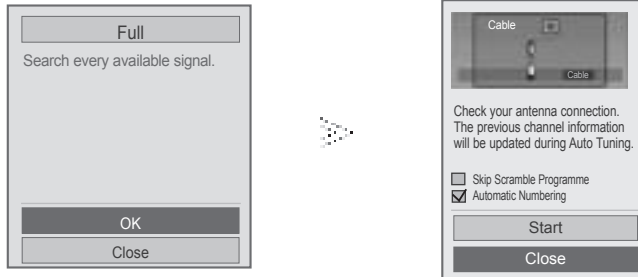 Full
Search every available signal.
OK
Close
Cable
Cable
Check your antenna connection.
The previous channel information
will be updated during Auto Tuning.
Skip Scramble Programme
Automatic Numbering
Start
Close